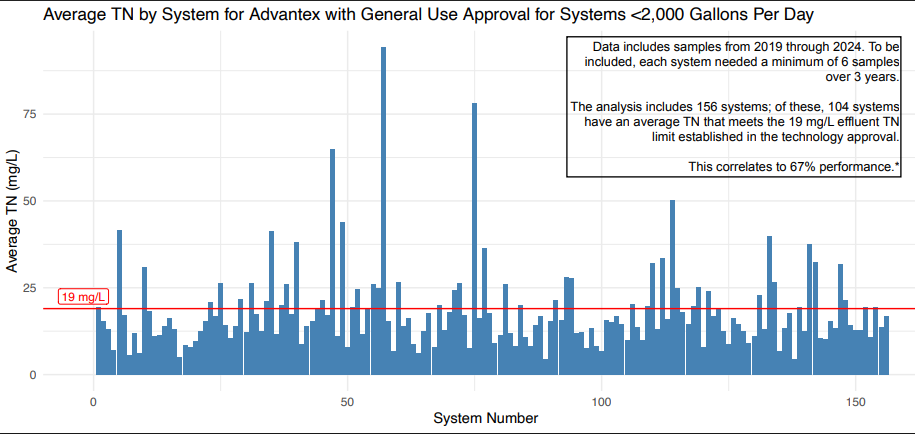 Average TN by System for Advantex with General Use Approval for Systems <2,000 Gallons Per Day
Data includes samples from 2019 through 2024. To be
included, each system needed a minimum of 6 samples
over 3 years.
The analysis includes 156 systems; of these, 104 systems
have an average TN that meets the 19 mg/L effluent TN
limit established in the technology approval.
This correlates to 67% performance.*
Average TN (mg/L)
75
50
25
0
19 mg/L
0
50
100
150
System Number